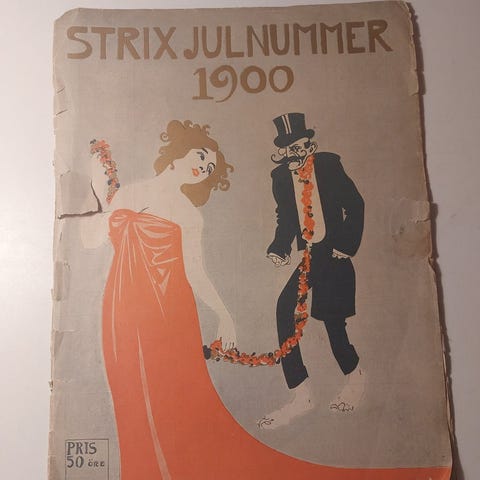 STRIX JULNUMMER
1900
PRIS
50 ÖRE